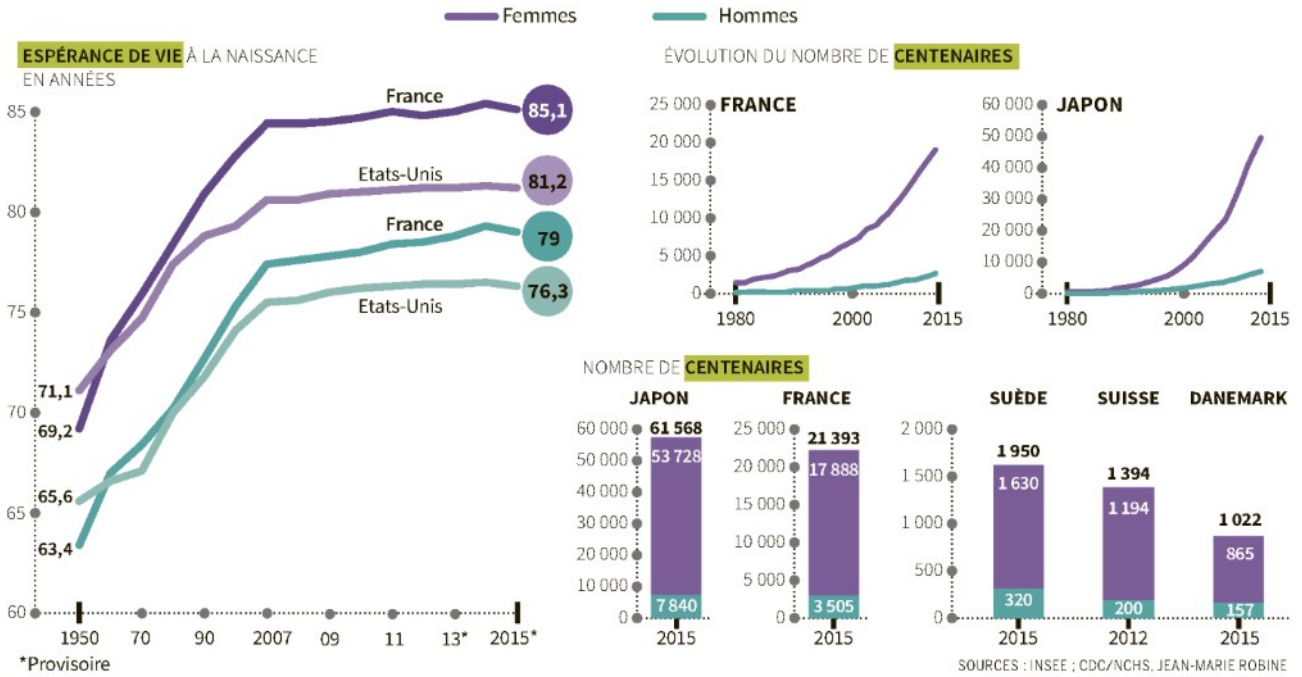 Femmes
Hommes
ESPÉRANCE DE VIE À LA NAISSANCE
EN ANNÉES
85
80
75
70
65
60
71,1
69,2
65,6
63,4
France
85,1
Etats-Unis
81,2
France
79
Etats-Unis
76,3
1950 70 90 2007 09 11 13* 2015*
*Provisoire
ÉVOLUTION DU NOMBRE DE CENTENAIRES
FRANCE
25 000
20 000
15 000
10 000
5 000
0
1980 2000 2015
JAPON
60 000
50 000
40 000
30 000
20 000
10 000
0
1980 2000 2015
NOMBRE DE CENTENAIRES
JAPON
60 000
50 000
40 000
30 000
20 000
10 000
0
61 568
53 728
7 840
2015
FRANCE
25 000
20 000
15 000
10 000
5 000
0
21 393
17 888
3 505
2015
2 000
1 500
1 000
500
0
SUÈDE
1 950
1 630
320
2015
SUISSE
1 394
1 194
200
2012
DANEMARK
1 022
865
157
2015
SOURCES : INSEE ; CDC/NCHS, JEAN-MARIE ROBINE